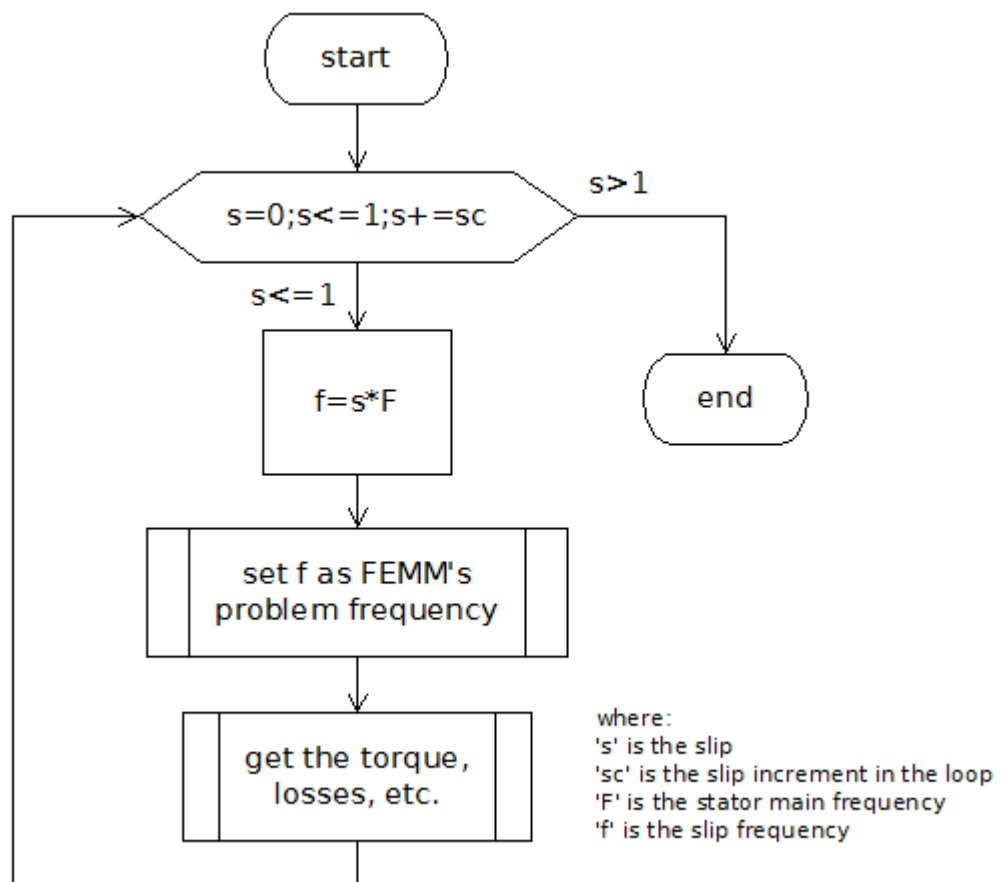 start
s=0;s<=1;s+=sc
s>1
s<=1
f=s*F
end
set f as FEMM's
problem frequency
get the torque,
losses, etc.
where:
's' is the slip
'sc' is the slip increment in the loop
'F' is the stator main frequency
'f' is the slip frequency